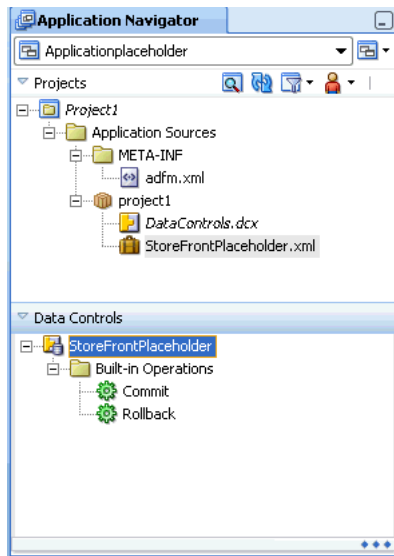 Application Navigator
Applicationplaceholder
Projects
Project1
Application Sources
META-INF
adfm.xml
project1
DataControls.dcx
StoreFrontPlaceholder.xml
Data Controls
StoreFrontPlaceholder
Built-in Operations
Commit
Rollback